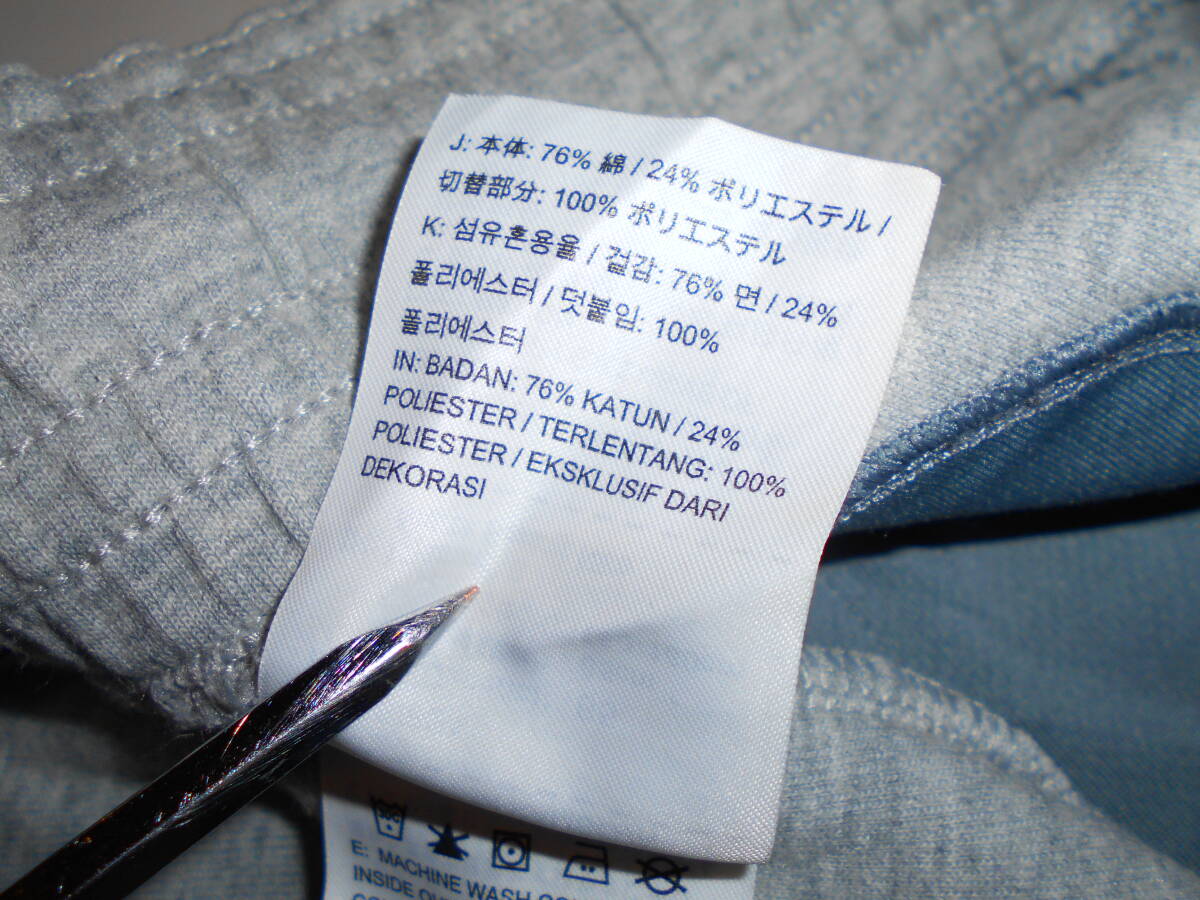 J: 本体: 76% 綿 / 24% ポリエステル /
切替部分: 100% ポリエステル
K: 섬유혼용율 / 겉감: 76% 면 / 24%
폴리에스터 / 덧붙임: 100%
폴리에스터
IN: BADAN: 76% KATUN / 24%
POLIESTER / TERLENTANG: 100%
POLIESTER / EKSKLUSIF DARI
DEKORASI
E: MACHINE WASH
INSIDE